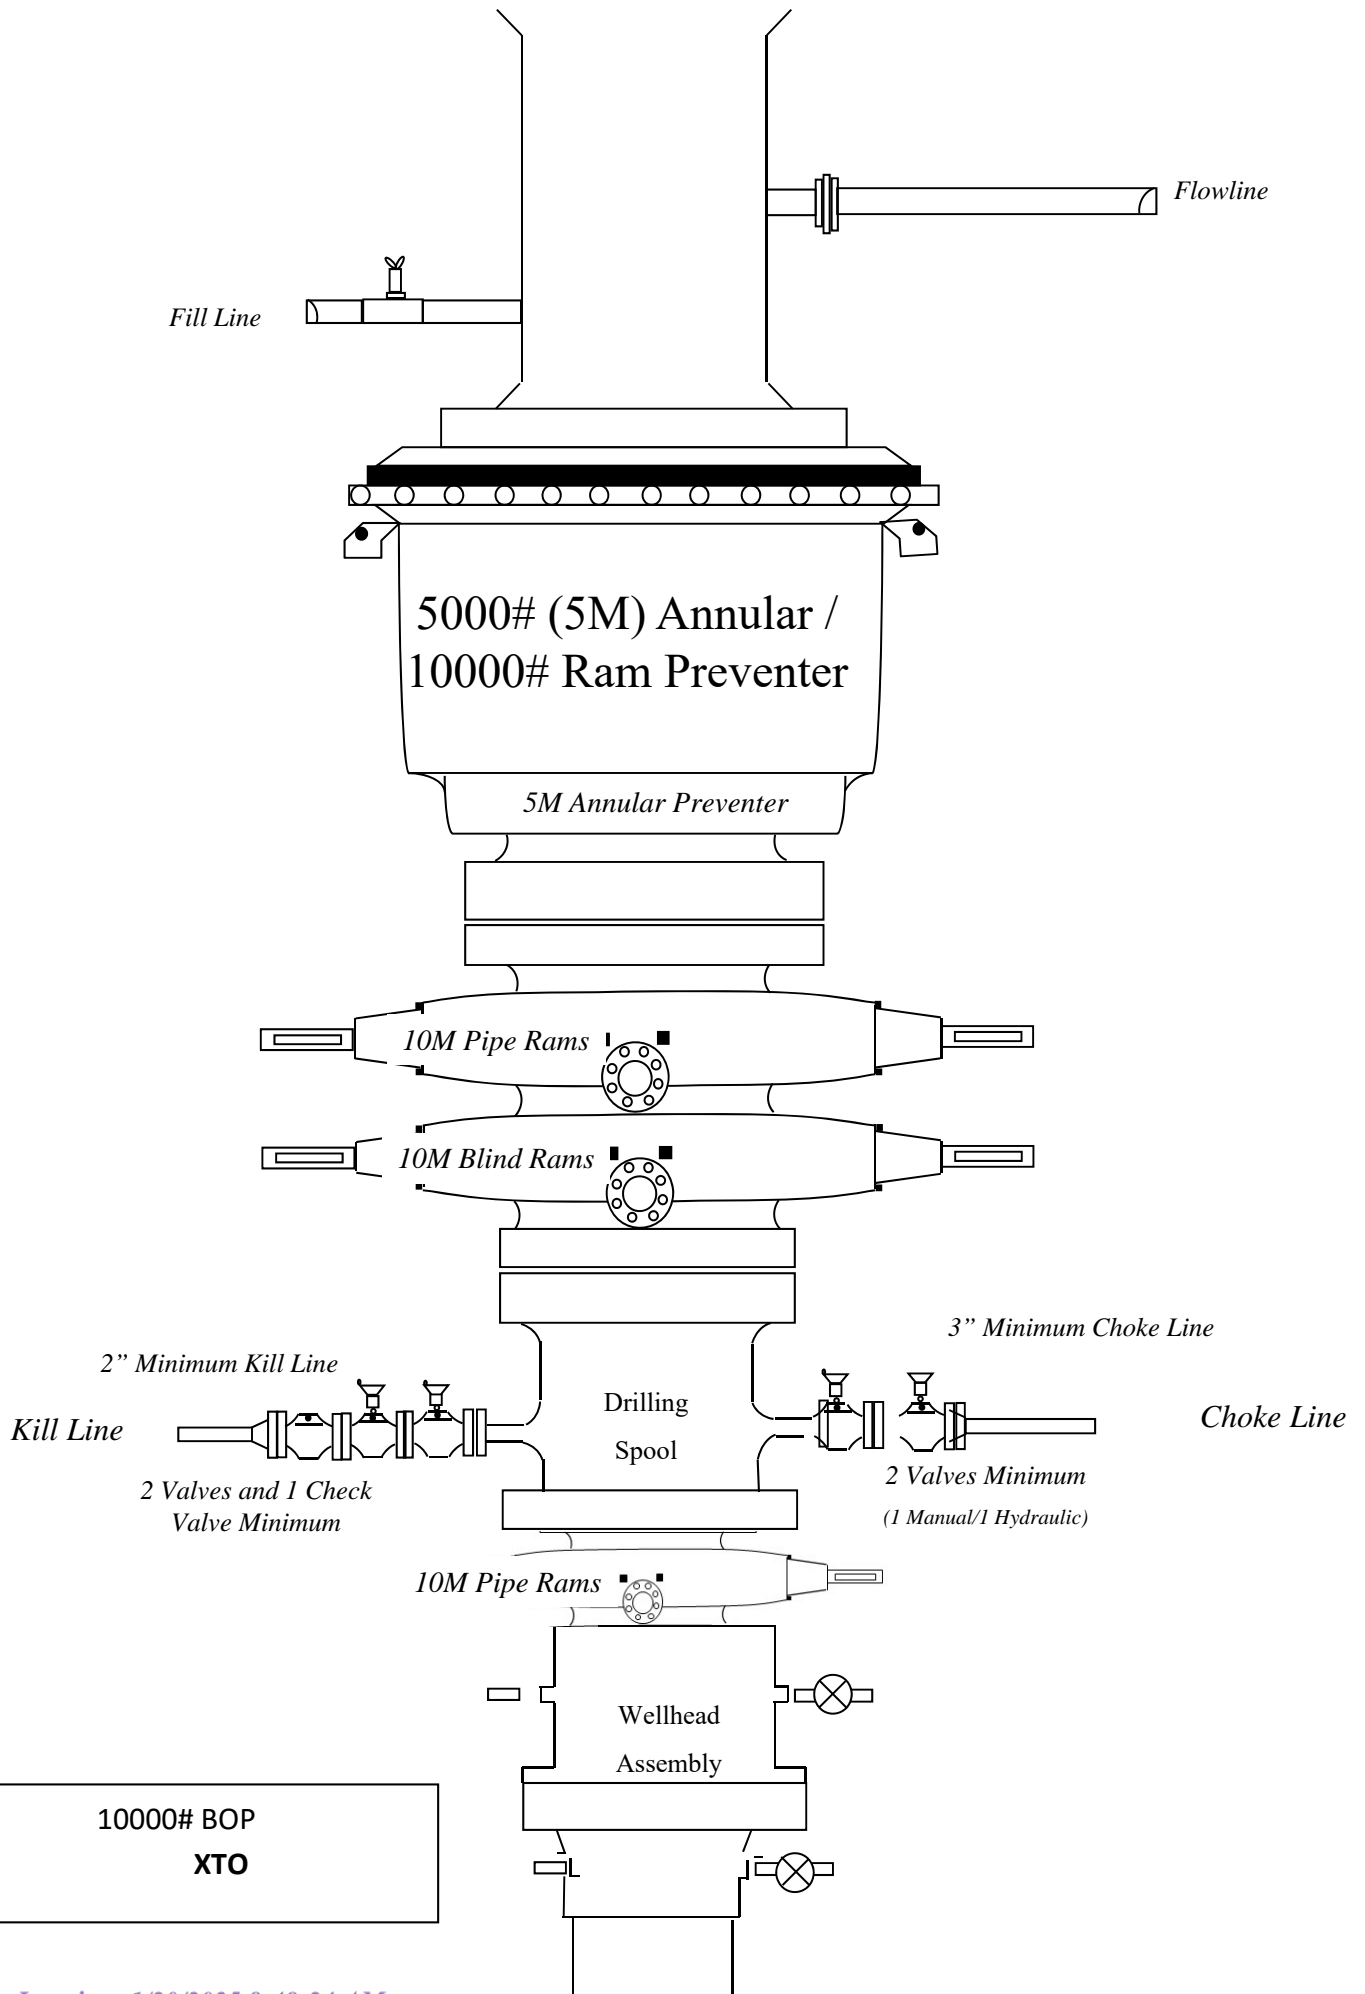 Flowline
Fill Line
5000# (5M) Annular /
10000# Ram Preventer
5M Annular Preventer
10M Pipe Rams
10M Blind Rams
3” Minimum Choke Line
2” Minimum Kill Line
Drilling
Spool
Kill Line
Choke Line
2 Valves and 1 Check
Valve Minimum
2 Valves Minimum
(1 Manual/1 Hydraulic)
10M Pipe Rams
Wellhead
Assembly
10000# BOP
XTO